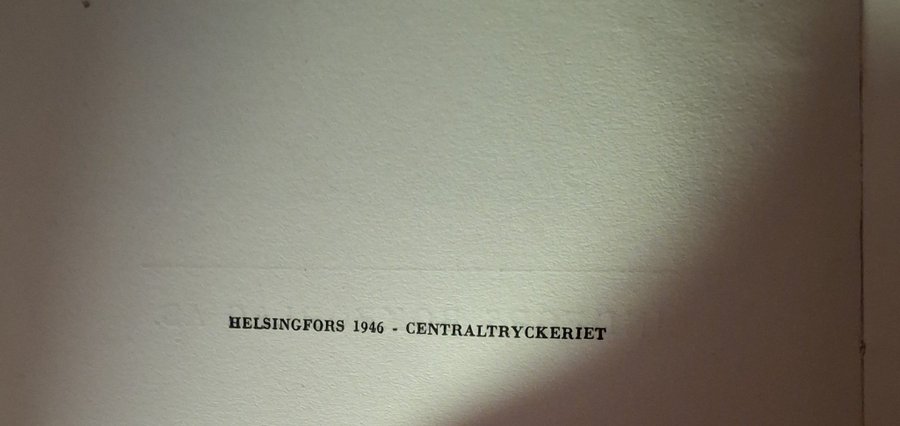 HELSINGFORS 1946 - CENTRALTRYCKERIET